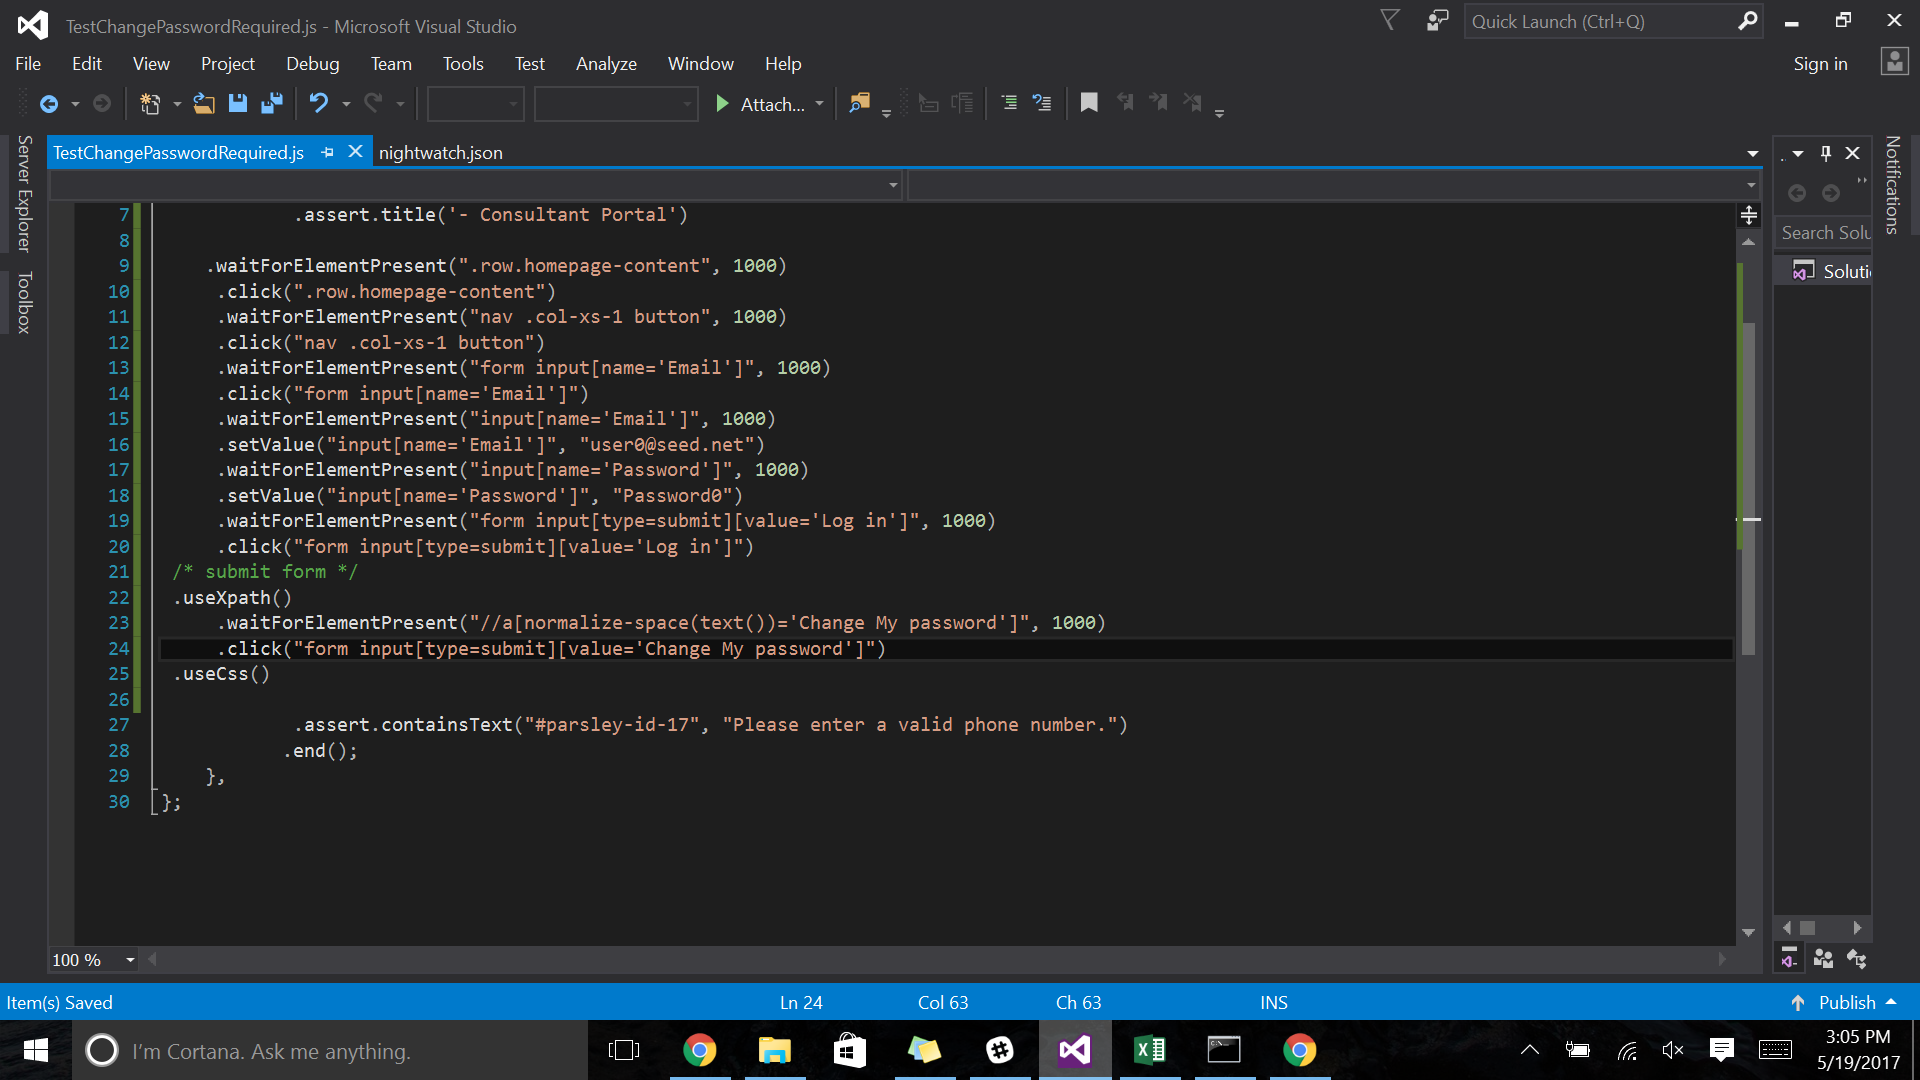 TestChangePasswordRequired.js - Microsoft Visual Studio
Quick Launch (Ctrl+Q)
File Edit View Project Debug Team Tools Test Analyze Window Help
Sign in
Attach...
Server Explorer
Toolbox
TestChangePasswordRequired.js
nightwatch.json
7 .assert.title('- Consultant Portal')
8
9 .waitForElementPresent(".row.homepage-content", 1000)
10 .click(".row.homepage-content")
11 .waitForElementPresent("nav .col-xs-1 button", 1000)
12 .click("nav .col-xs-1 button")
13 .waitForElementPresent("form input[name='Email']", 1000)
14 .click("form input[name='Email']")
15 .waitForElementPresent("input[name='Email']", 1000)
16 .setValue("input[name='Email']", "user0@seed.net")
17 .waitForElementPresent("input[name='Password']", 1000)
18 .setValue("input[name='Password']", "Password0")
19 .waitForElementPresent("form input[type=submit][value='Log in']", 1000)
20 .click("form input[type=submit][value='Log in']")
21 /* submit form */
22 .useXpath()
23 .waitForElementPresent("//a[normalize-space(text())='Change My password']", 1000)
24 .click("form input[type=submit][value='Change My password']")
25 .useCss()
26
27 .assert.containsText("#parsley-id-17", "Please enter a valid phone number.")
28 .end();
29 },
30 };
Search Solu
Soluti
Notifications
100 %
Item(s) Saved
Ln 24
Col 63
Ch 63
INS
Publish
I'm Cortana. Ask me anything.
3:05 PM
5/19/2017